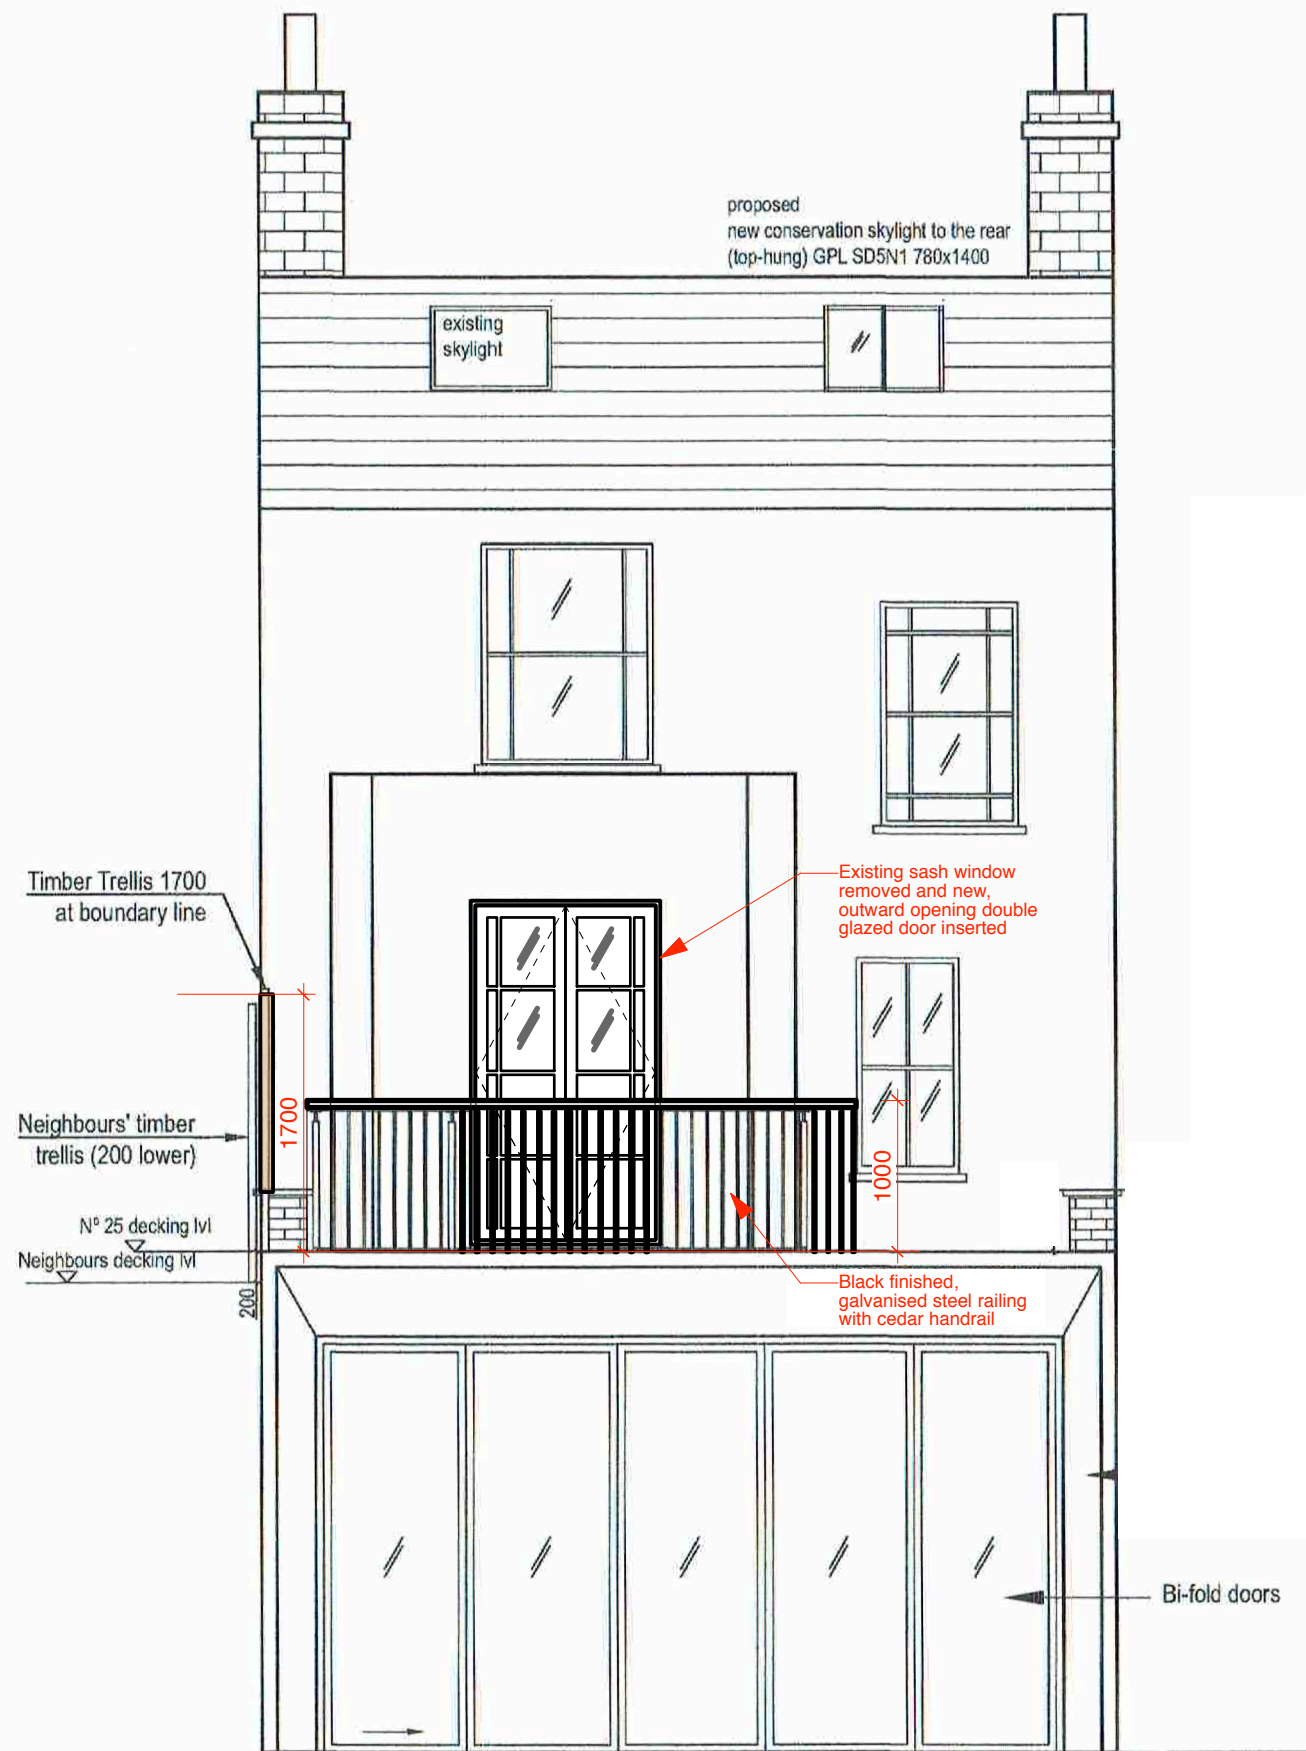 proposed
new conservation skylight to the rear
(top-hung) GPL SD5N1 780x1400
existing
skylight
Timber Trellis 1700
at boundary line
Existing sash window
removed and new,
outward opening double
glazed door inserted
1700
Neighbours' timber
trellis (200 lower)
1000
Nº 25 decking lvl
Neighbours decking lvl
200
Black finished,
galvanised steel railing
with cedar handrail
Bi-fold doors